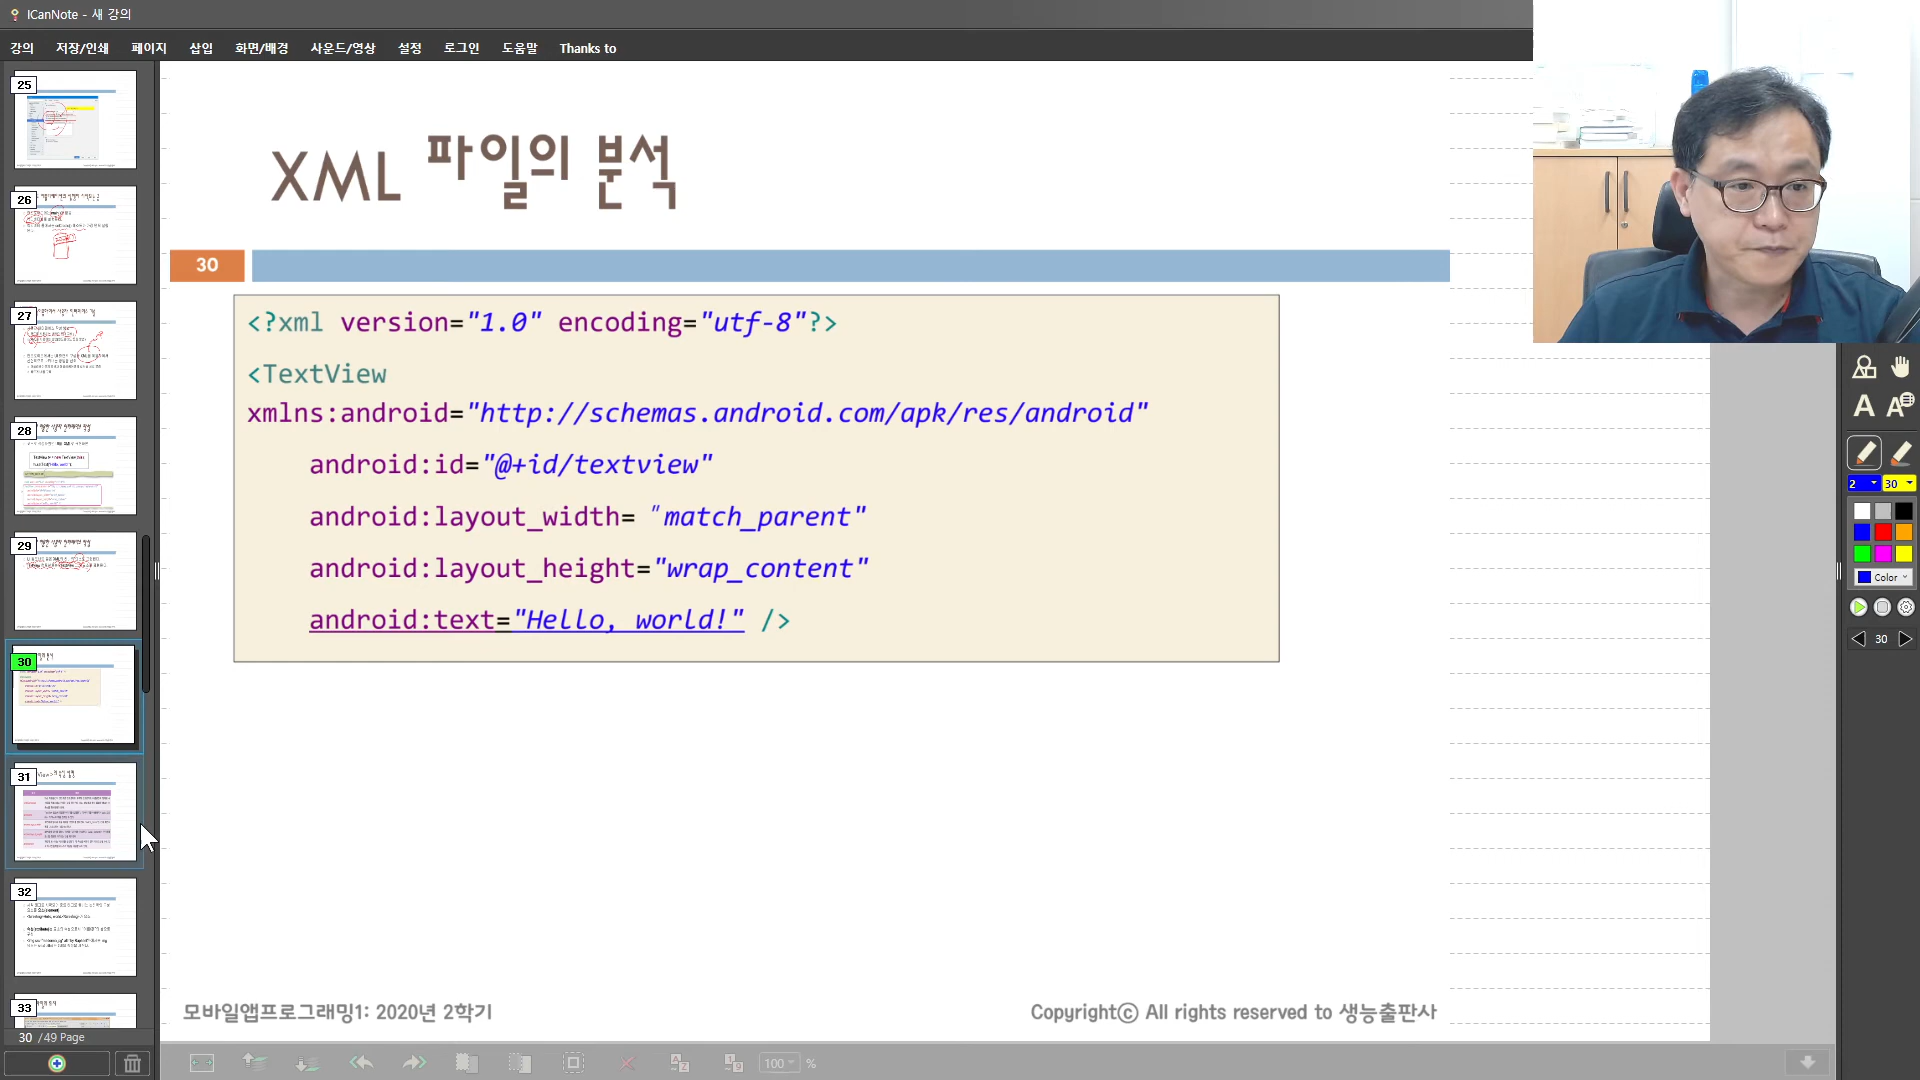 ICanNote - 새 강의
강의 저장/인쇄 페이지 삽입 화면/배경 사운드/영상 설정 로그인 도움말 Thanks to
25
26
27
28
29
30
31
32
33
30 /49 Page
XML 파일의 분석
30
<?xml version="1.0" encoding="utf-8"?>
<TextView
xmlns:android="http://schemas.android.com/apk/res/android"
android:id="@+id/textview"
android:layout_width= "match_parent"
android:layout_height="wrap_content"
android:text="Hello, world!" />
모바일앱프로그래밍1: 2020년 2학기
Copyrightⓒ All rights reserved to 생능출판사
2 30
Color
30
100 %